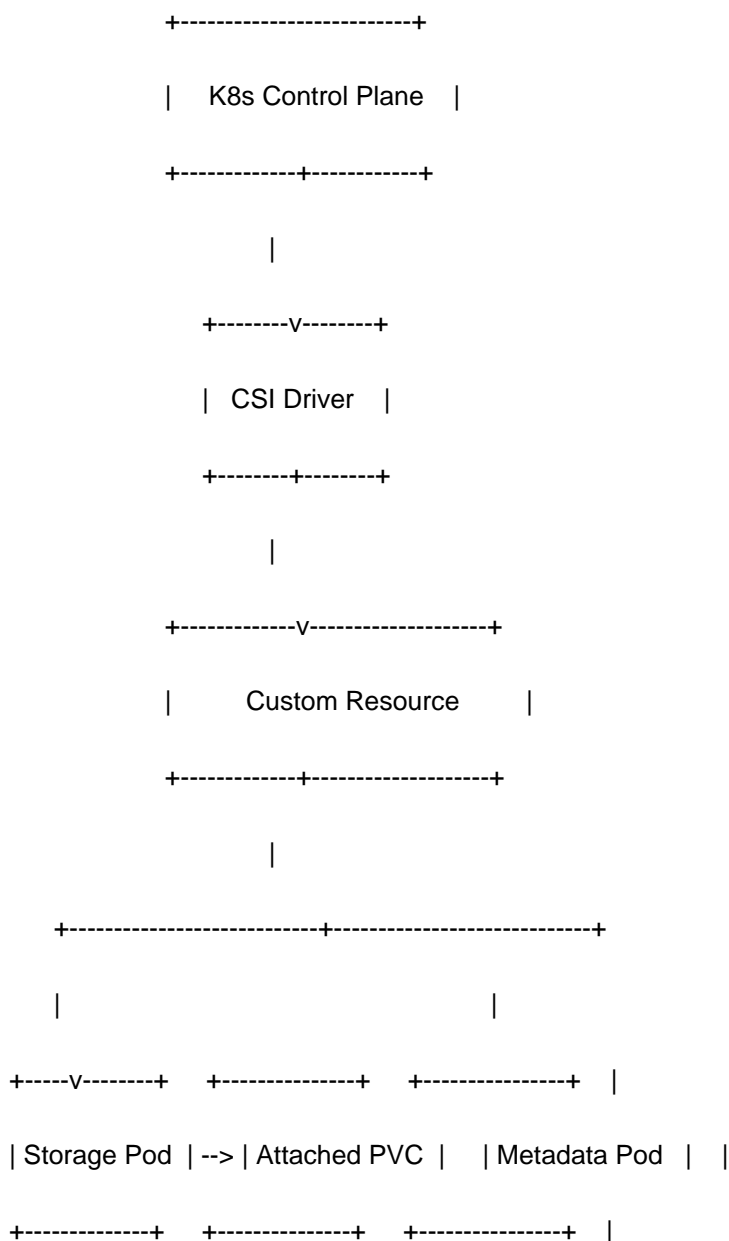 +--------------------------+
|     K8s Control Plane    |
+-------------+------------+
|
+--------v--------+
|   CSI Driver    |
+--------+--------+
|
+-------------v--------------------+
|          Custom Resource         |
+-------------+--------------------+
|
+----------------------------+-----------------------------+
|                                                          |
+-----v--------+     +---------------+     +----------------+    |
| Storage Pod  | --> | Attached PVC  |     | Metadata Pod   |   |
+--------------+     +---------------+     +----------------+    |